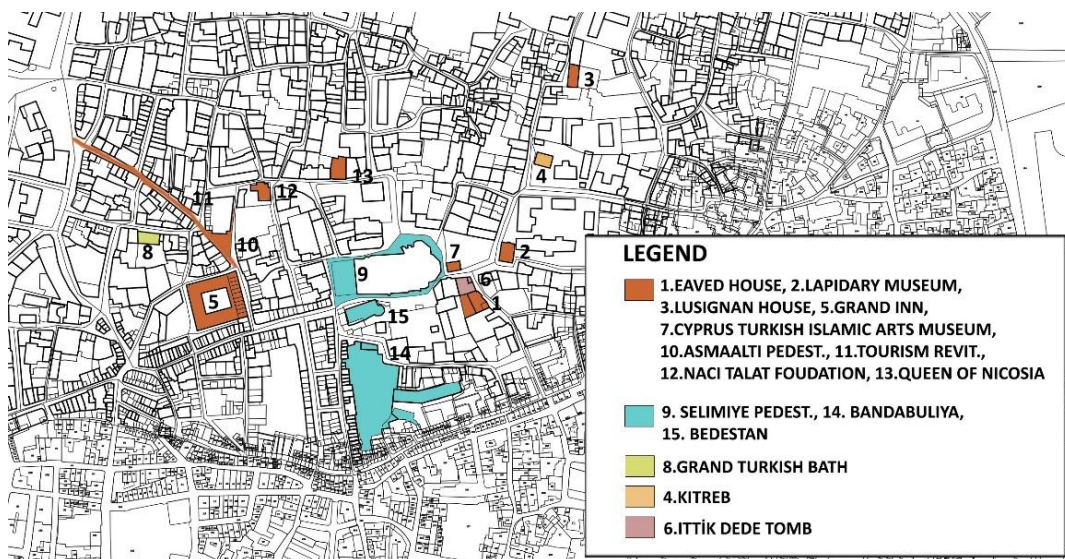 3
4
13
12
11
10
8
5
9
7
2
6
1
15
14
LEGEND
1.EAVED HOUSE, 2.LAPIDARY MUSEUM,
3.LUSIGNAN HOUSE, 5.GRAND INN,
7.CYPRUS TURKISH ISLAMIC ARTS MUSEUM,
10.ASMAALTI PEDEST., 11.TOURISM REVIT.,
12.NACI TALAT FOUDATION, 13.QUEEN OF NICOSIA
9. SELIMIYE PEDEST., 14. BANDABULIYA,
15. BEDESTAN
8.GRAND TURKISH BATH
4.KITREB
6.ITTİK DEDE TOMB